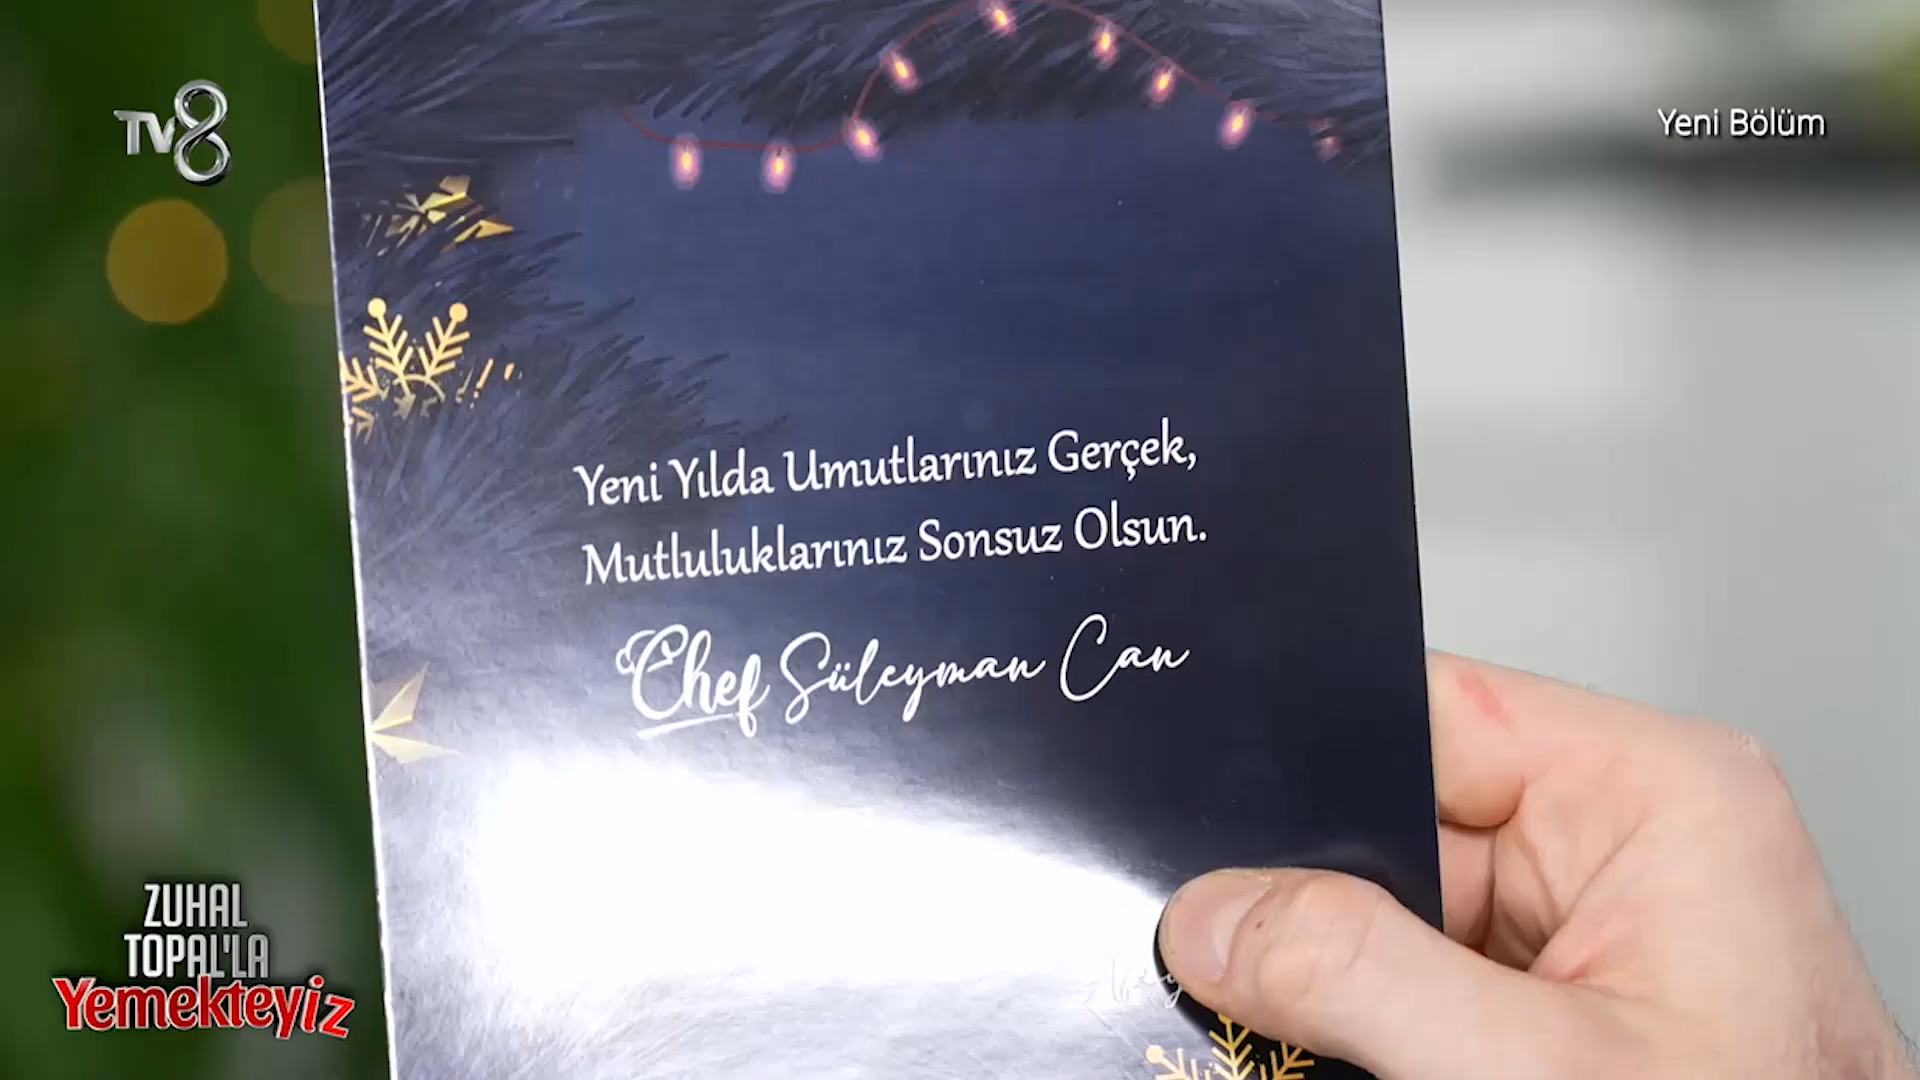 TV8
Yeni Bölüm
Yeni Yılda Umutlarınız Gerçek,
Mutluluklarınız Sonsuz Olsun.
Chef Süleyman Can
ZUHAL
TOPAL'LA
Yemekteyiz